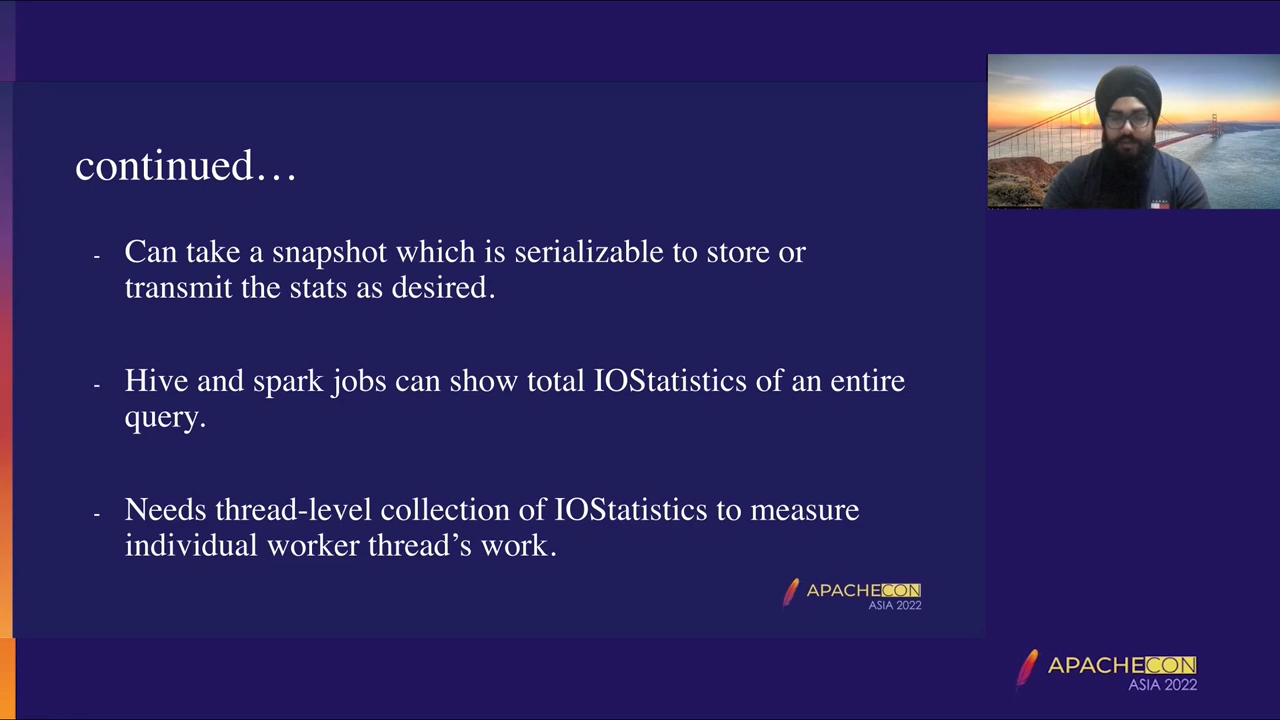 continued…
- Can take a snapshot which is serializable to store or
transmit the stats as desired.
- Hive and spark jobs can show total IOStatistics of an entire
query.
- Needs thread-level collection of IOStatistics to measure
individual worker thread’s work.
APACHECON
ASIA 2022
APACHECON
ASIA 2022